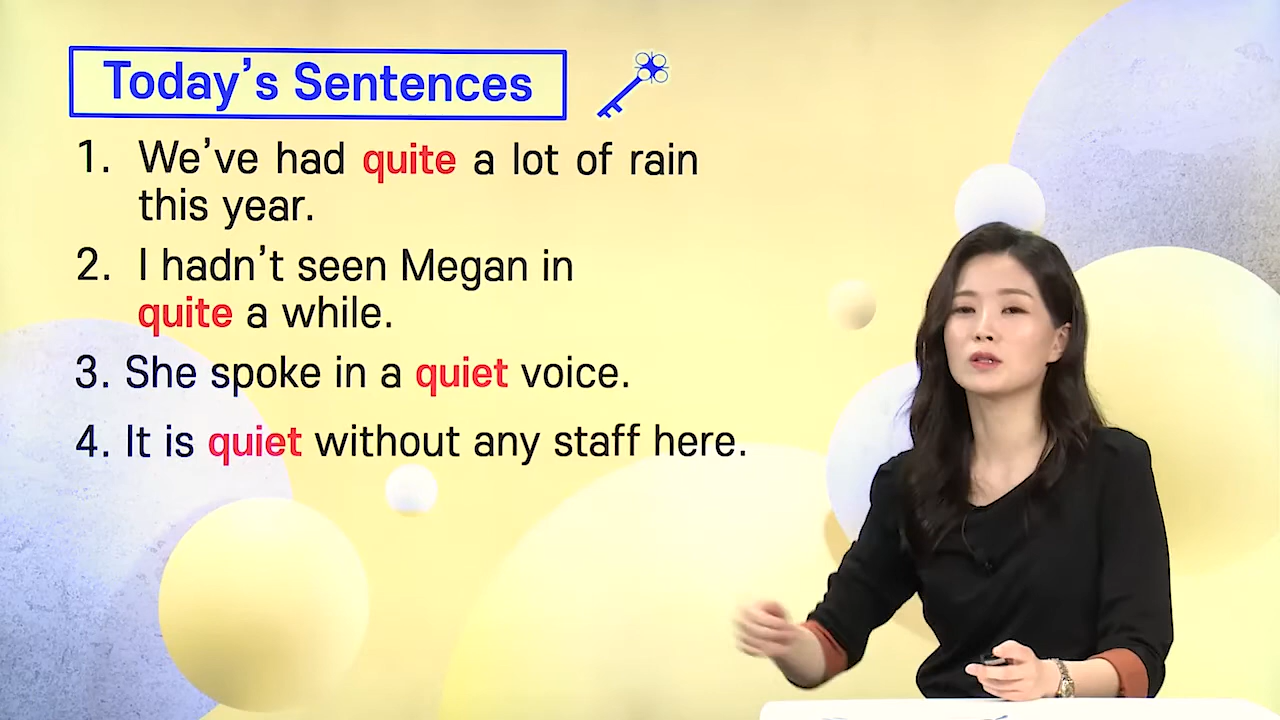 Today's Sentences
1. We've had quite a lot of rain
this year.
2. I hadn't seen Megan in
quite a while.
3. She spoke in a quiet voice.
4. It is quiet without any staff here.